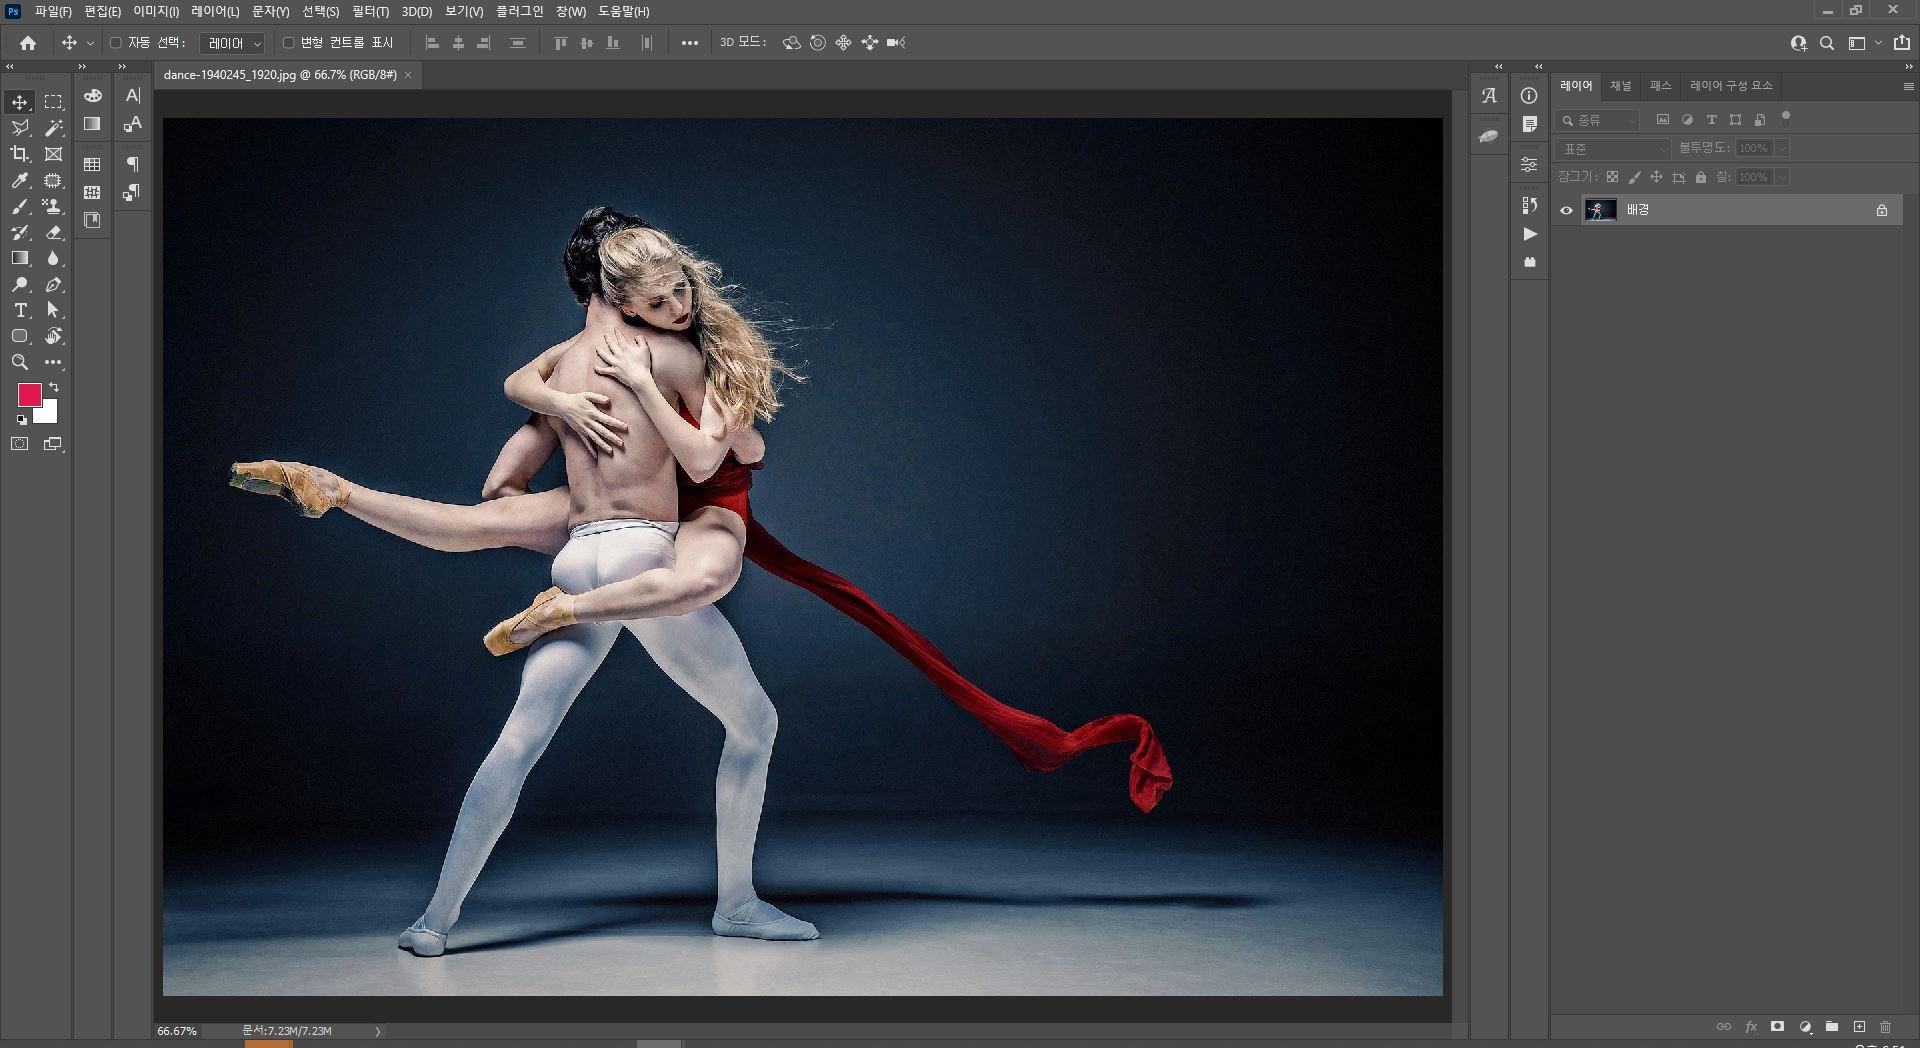 Ps 파일(F) 편집(E) 이미지(I) 레이어(L) 문자(Y) 선택(S) 필터(T) 3D(D) 보기(V) 플러그인 창(W) 도움말(H)
자동 선택: 레이어 변형 컨트롤 표시 3D 모드:
dance-1940245_1920.jpg @ 66.7% (RGB/8#) ×
레이어 채널 패스 레이어 구성 요소
종류
표준 불투명도: 100%
잠그기: 칠: 100%
배경
66.67% 문서:7.23M/7.23M
fx